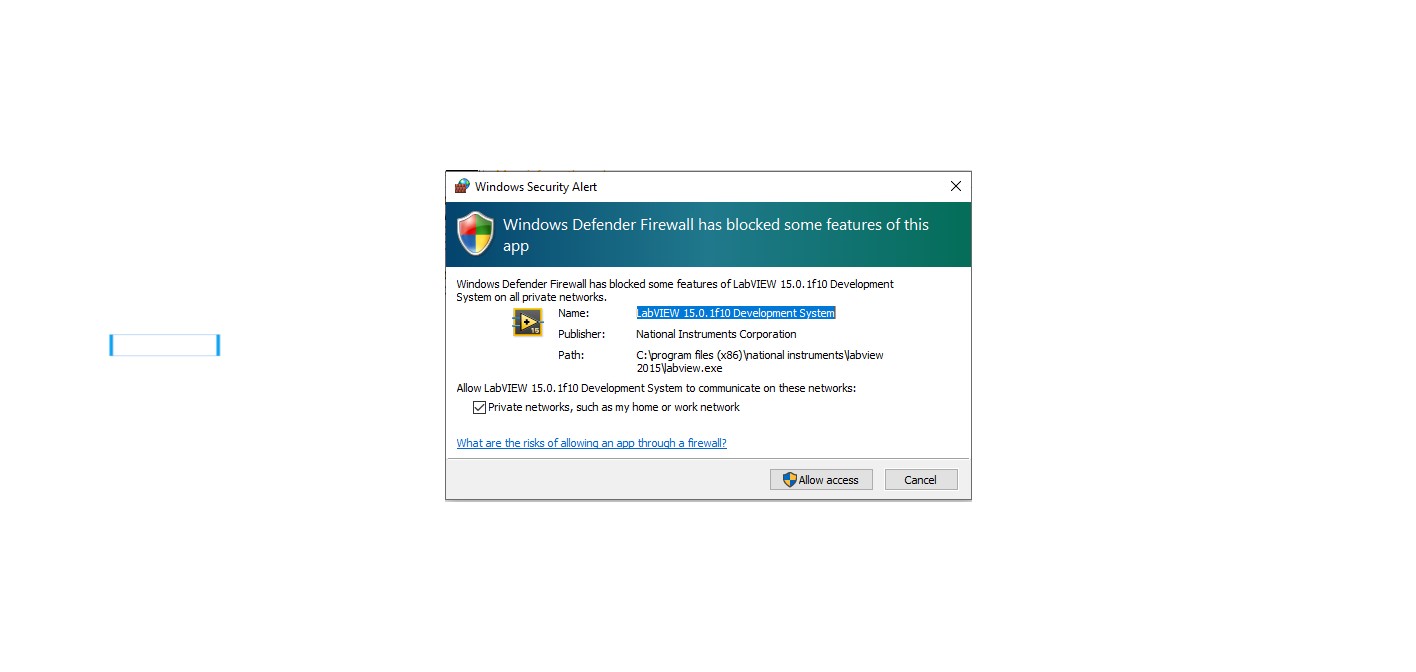 Windows Security Alert
Windows Defender Firewall has blocked some features of this
app
Windows Defender Firewall has blocked some features of LabVIEW 15.0.1f10 Development
System on all private networks.
15
Name: LabVIEW 15.0.1f10 Development System
Publisher: National Instruments Corporation
Path: C:\program files (x86)\national instruments\labview
2015\labview.exe
Allow LabVIEW 15.0.1f10 Development System to communicate on these networks:
Private networks, such as my home or work network
What are the risks of allowing an app through a firewall?
Allow access Cancel